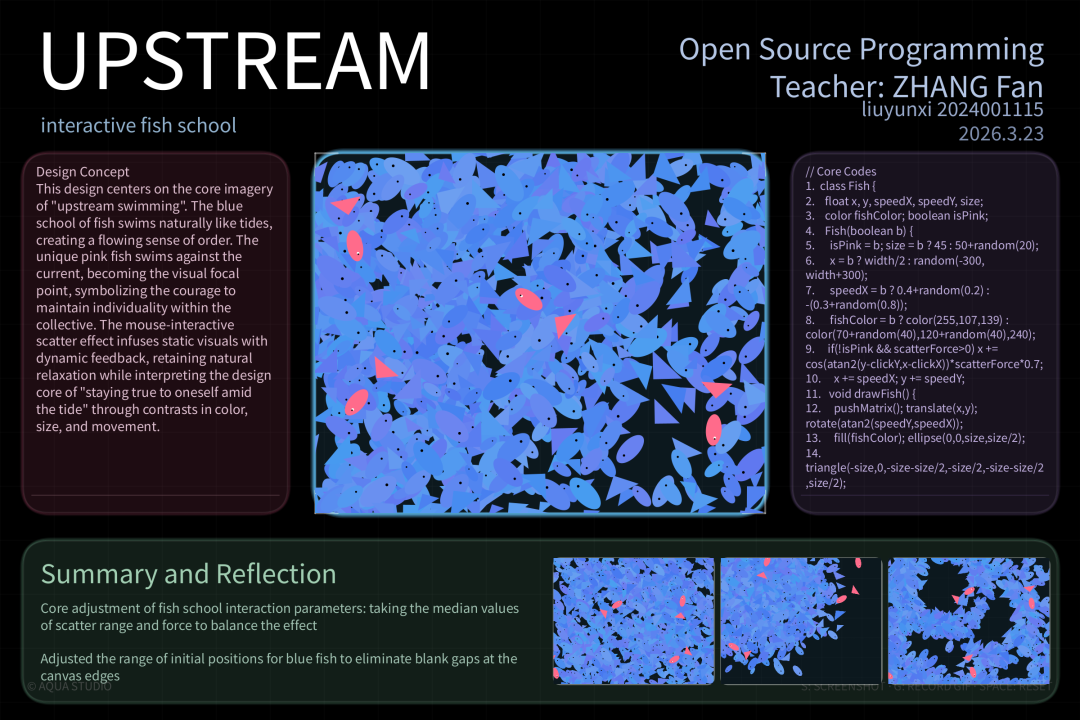 UPSTREAM
interactive fish school
Open Source Programming
Teacher: ZHANG Fan
liuyunxi 2024001115
2026.3.23
Design Concept
This design centers on the core imagery
of "upstream swimming". The blue
school of fish swims naturally like tides,
creating a flowing sense of order. The
unique pink fish swims against the
current, becoming the visual focal
point, symbolizing the courage to
maintain individuality within the
collective. The mouse-interactive
scatter effect infuses static visuals with
dynamic feedback, retaining natural
relaxation while interpreting the design
core of "staying true to oneself amid
the tide" through contrasts in color,
size, and movement.
// Core Codes
1. class Fish {
2. float x, y, speedX, speedY, size;
3. color fishColor; boolean isPink;
4. Fish(boolean b) {
5. isPink = b; size = b ? 45 : 50+random(20);
6. x = b ? width/2 : random(-300,
width+300);
7. speedX = b ? 0.4+random(0.2) :
-(0.3+random(0.8));
8. fishColor = b ? color(255,107,139) :
color(70+random(40),120+random(40),240);
9. if(!isPink && scatterForce>0) x +=
cos(atan2(y-clickY,x-clickX))*scatterForce*0.7;
10. x += speedX; y += speedY;
11. void drawFish() {
12. pushMatrix(); translate(x,y);
rotate(atan2(speedY,speedX));
13. fill(fishColor); ellipse(0,0,size,size/2);
14.
triangle(-size,0,-size-size/2,-size/2,-size-size/2
,size/2);
Summary and Reflection
Core adjustment of fish school interaction parameters: taking the median values
of scatter range and force to balance the effect
Adjusted the range of initial positions for blue fish to eliminate blank gaps at the
canvas edges
© AQUA STUDIO
S: SCREENSHOT · G: RECORD GIF · SPACE: RESET